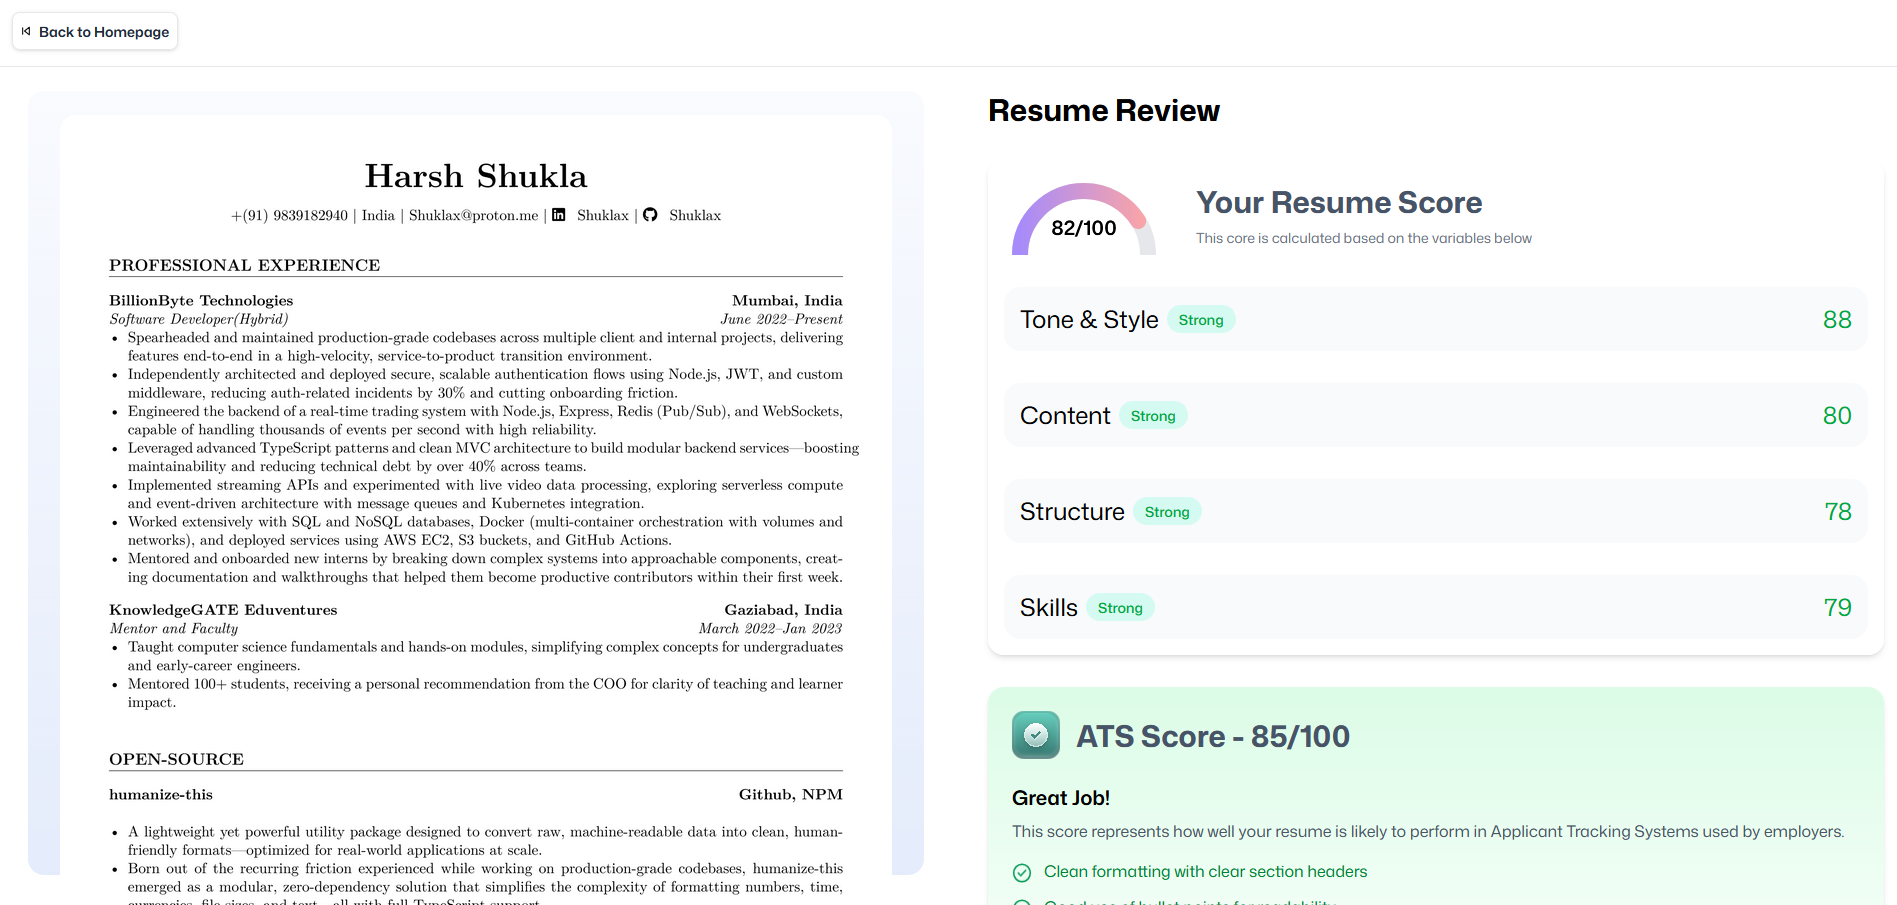 Back to Homepage
Harsh Shukla
+(91) 9839182940 | India | Shuklax@proton.me | Shuklax | Shuklax
PROFESSIONAL EXPERIENCE
BillionByte Technologies Mumbai, India
Software Developer(Hybrid) June 2022–Present
• Spearheaded and maintained production-grade codebases across multiple client and internal projects, delivering
features end-to-end in a high-velocity, service-to-product transition environment.
• Independently architected and deployed secure, scalable authentication flows using Node.js, JWT, and custom
middleware, reducing auth-related incidents by 30% and cutting onboarding friction.
• Engineered the backend of a real-time trading system with Node.js, Express, Redis (Pub/Sub), and WebSockets,
capable of handling thousands of events per second with high reliability.
• Leveraged advanced TypeScript patterns and clean MVC architecture to build modular backend services—boosting
maintainability and reducing technical debt by over 40% across teams.
• Implemented streaming APIs and experimented with live video data processing, exploring serverless compute
and event-driven architecture with message queues and Kubernetes integration.
• Worked extensively with SQL and NoSQL databases, Docker (multi-container orchestration with volumes and
networks), and deployed services using AWS EC2, S3 buckets, and GitHub Actions.
• Mentored and onboarded new interns by breaking down complex systems into approachable components, creat-
ing documentation and walkthroughs that helped them become productive contributors within their first week.
KnowledgeGATE Eduventures Gaziabad, India
Mentor and Faculty March 2022–Jan 2023
• Taught computer science fundamentals and hands-on modules, simplifying complex concepts for undergraduates
and early-career engineers.
• Mentored 100+ students, receiving a personal recommendation from the COO for clarity of teaching and learner
impact.
OPEN-SOURCE
humanize-this Github, NPM
• A lightweight yet powerful utility package designed to convert raw, machine-readable data into clean, human-
friendly formats—optimized for real-world applications at scale.
• Born out of the recurring friction experienced while working on production-grade codebases, humanize-this
emerged as a modular, zero-dependency solution that simplifies the complexity of formatting numbers, time,
currencies, file sizes, and text—all with full TypeScript support.
Resume Review
82/100
Your Resume Score
This core is calculated based on the variables below
Tone & Style Strong 88
Content Strong 80
Structure Strong 78
Skills Strong 79
ATS Score - 85/100
Great Job!
This score represents how well your resume is likely to perform in Applicant Tracking Systems used by employers.
Clean formatting with clear section headers
Good use of bullet points for readability